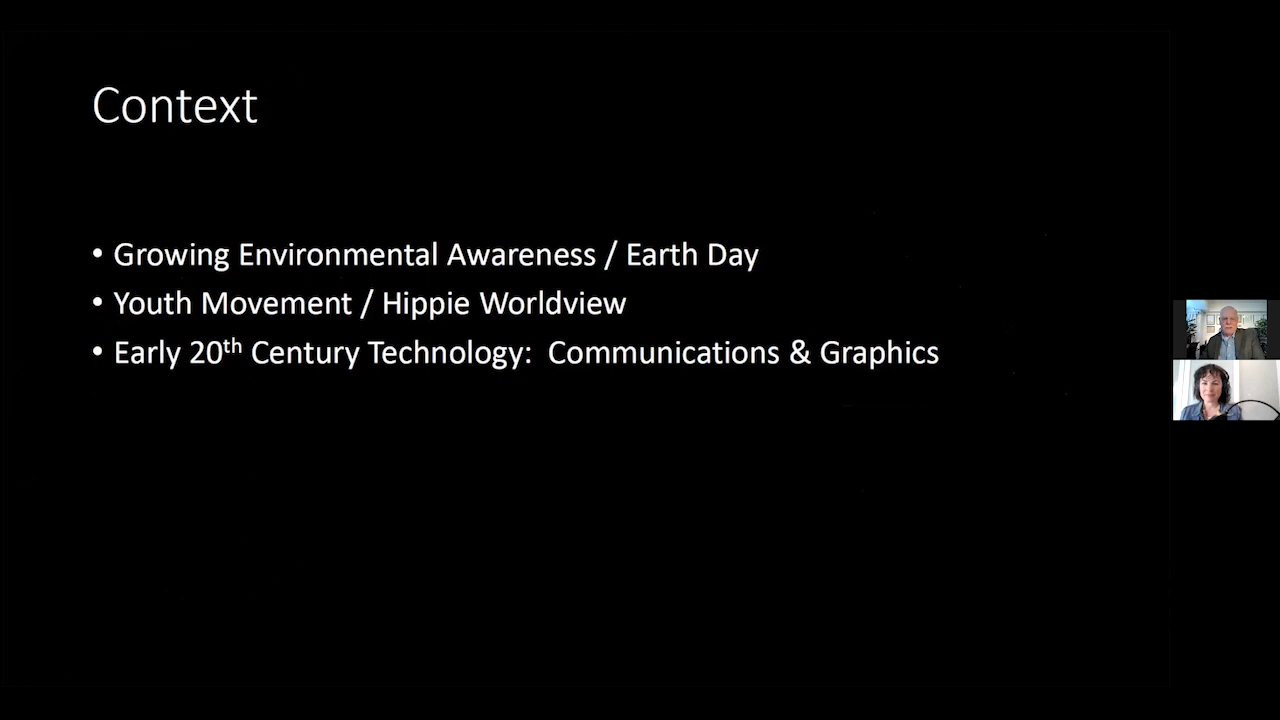 Context
• Growing Environmental Awareness / Earth Day
• Youth Movement / Hippie Worldview
• Early 20th Century Technology:  Communications & Graphics